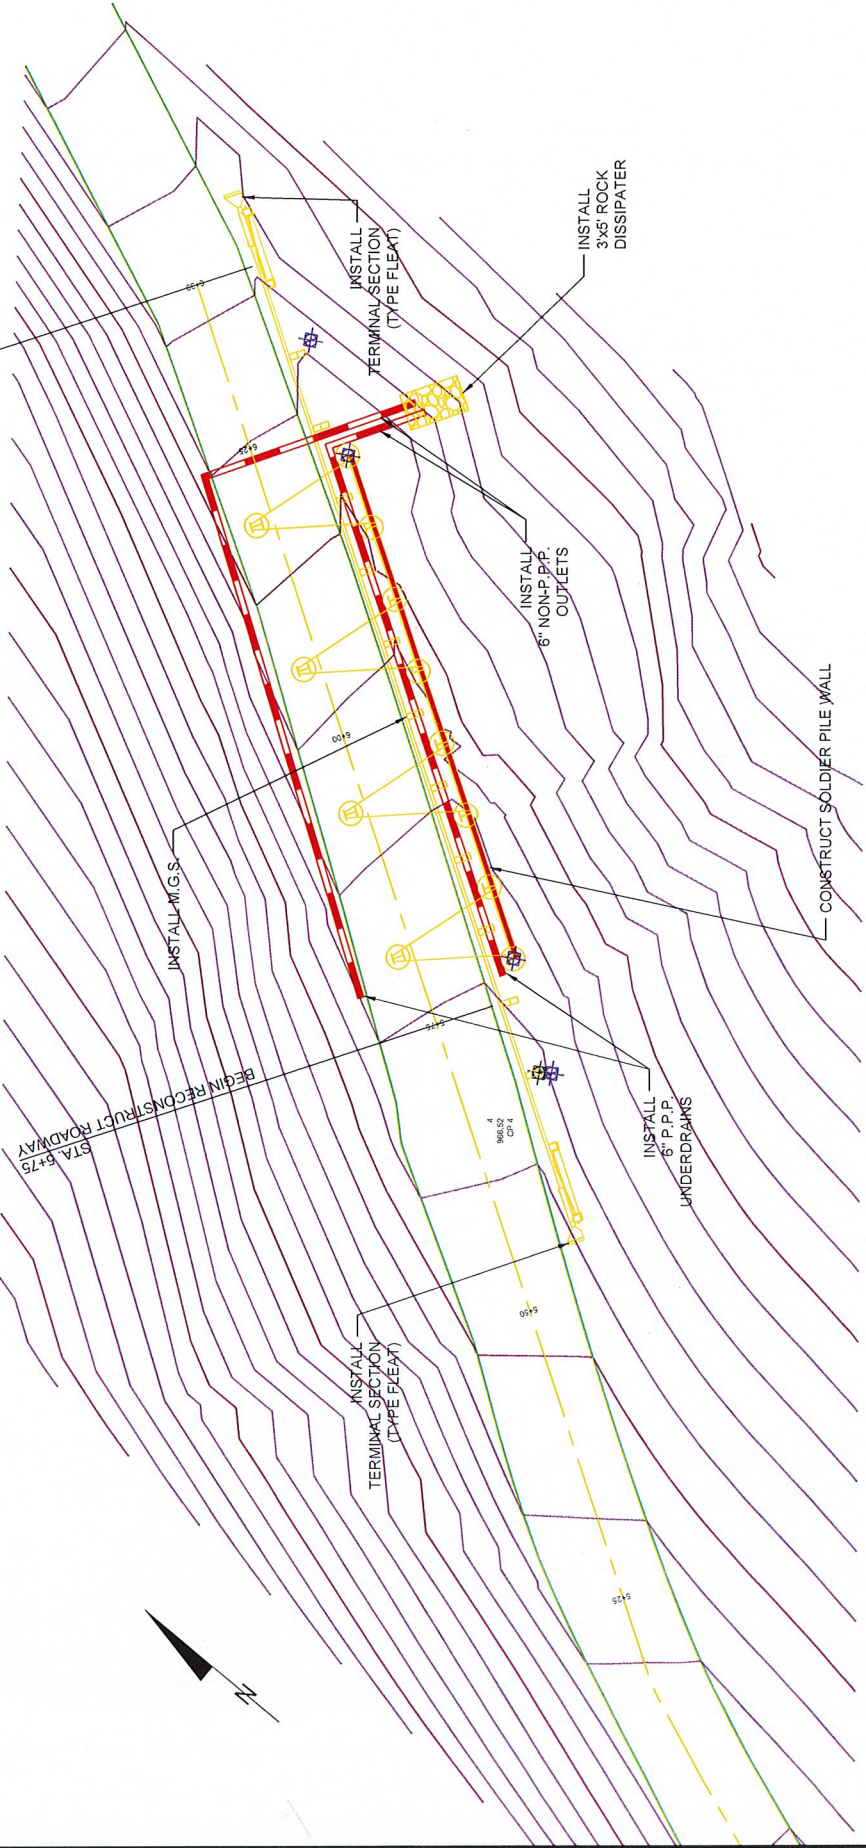 INSTALL
TERMINAL SECTION
(TYPE FLEAT)
INSTALL
3'x5' ROCK
DISSIPATER
INSTALL
6" NON-P.P.P.
OUTLETS
INSTALL M.G.S.
CONSTRUCT SOLDIER PILE WALL
STA. 5+75
BEGIN RECONSTRUCT ROADWAY
INSTALL
6" P.P.P.
UNDERDRAINS
INSTALL
TERMINAL SECTION
(TYPE FLEAT)
4
966.52
CP 4
6+25
6+00
5+75
5+50
5+25
N